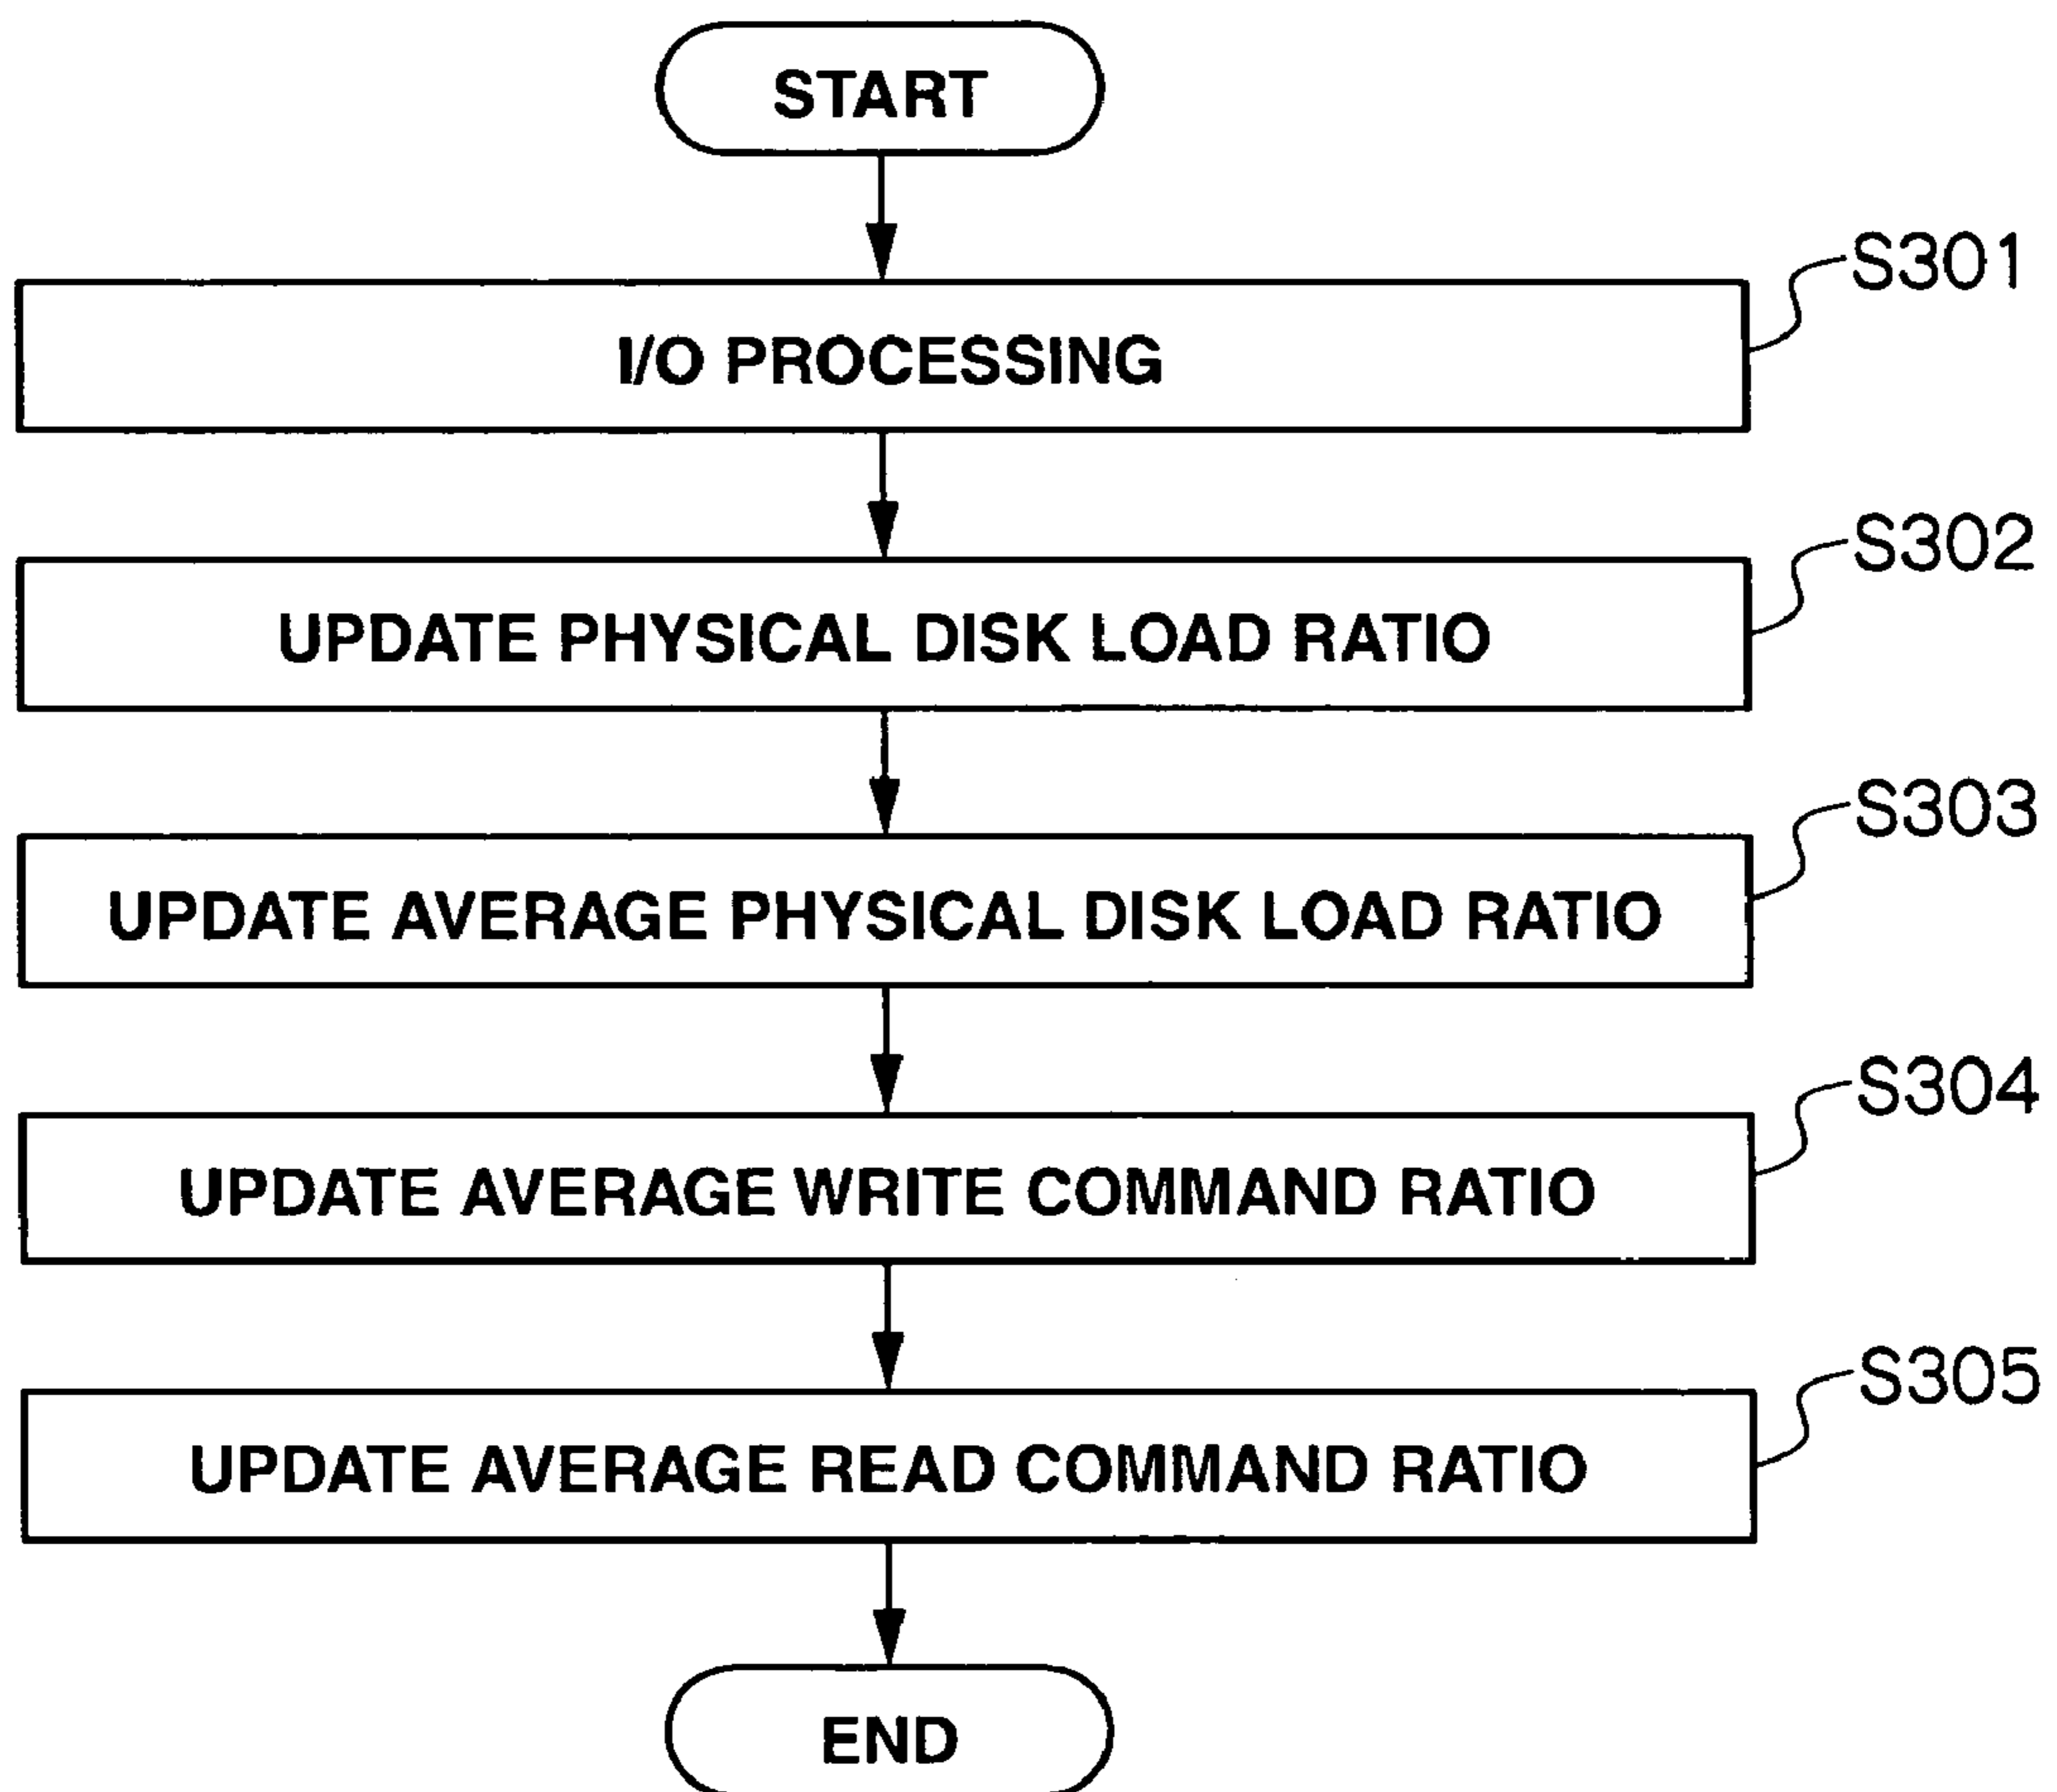 START
S301
I/O PROCESSING
S302
UPDATE PHYSICAL DISK LOAD RATIO
S303
UPDATE AVERAGE PHYSICAL DISK LOAD RATIO
S304
UPDATE AVERAGE WRITE COMMAND RATIO
S305
UPDATE AVERAGE READ COMMAND RATIO
END